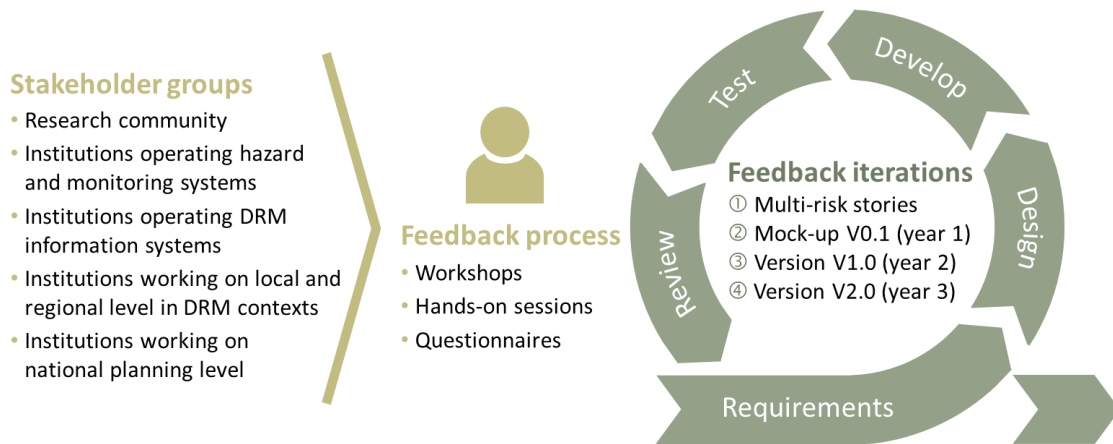 Stakeholder groups
• Research community
• Institutions operating hazard
and monitoring systems
• Institutions operating DRM
information systems
• Institutions working on local and
regional level in DRM contexts
• Institutions working on
national planning level
Feedback process
• Workshops
• Hands-on sessions
• Questionnaires
Feedback iterations
① Multi-risk stories
② Mock-up V0.1 (year 1)
③ Version V1.0 (year 2)
④ Version V2.0 (year 3)
Requirements
Design
Develop
Test
Review